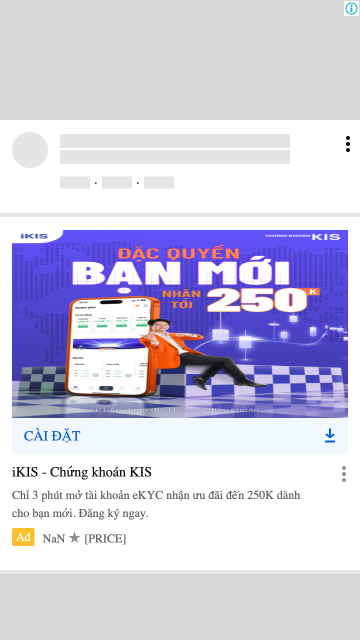 iKIS
CHỨNG KHOÁN KIS
ĐẶC QUYỀN
BẠN MỚI
NHẬN
TỚI
250K
CÀI ĐẶT
iKIS - Chứng khoán KIS
Chỉ 3 phút mở tài khoản eKYC nhận ưu đãi đến 250K dành
cho bạn mới. Đăng ký ngay.
Ad NaN ★ [PRICE]